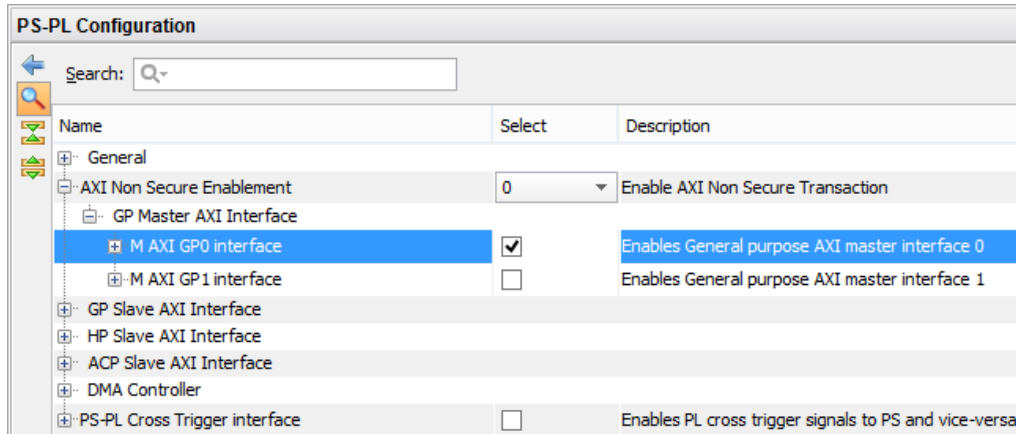 PS-PL Configuration
Search:
Name Select Description
General
AXI Non Secure Enablement 0 Enable AXI Non Secure Transaction
GP Master AXI Interface
M AXI GP0 interface Enables General purpose AXI master interface 0
M AXI GP1 interface Enables General purpose AXI master interface 1
GP Slave AXI Interface
HP Slave AXI Interface
ACP Slave AXI Interface
DMA Controller
PS-PL Cross Trigger interface Enables PL cross trigger signals to PS and vice-versa